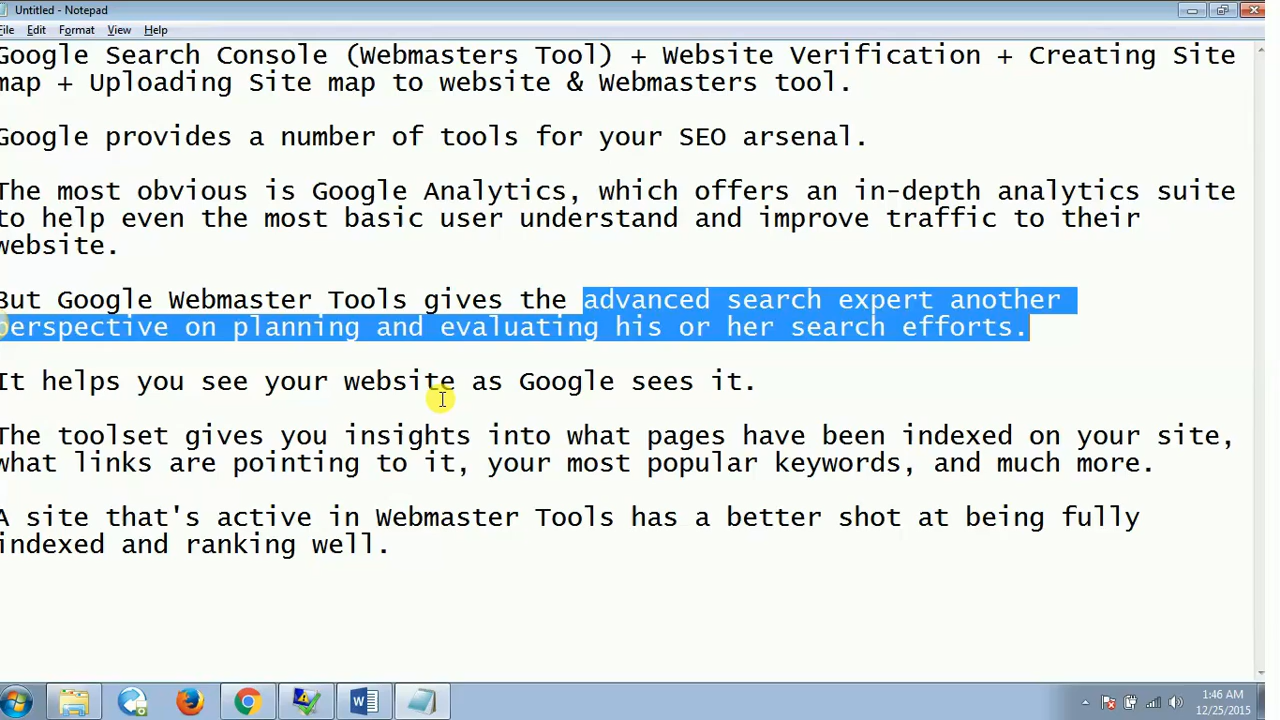 Untitled - Notepad
File Edit Format View Help
Google Search Console (Webmasters Tool) + Website Verification + Creating Site
map + Uploading Site map to website & Webmasters tool.
Google provides a number of tools for your SEO arsenal.
The most obvious is Google Analytics, which offers an in-depth analytics suite
to help even the most basic user understand and improve traffic to their
website.
But Google Webmaster Tools gives the advanced search expert another
perspective on planning and evaluating his or her search efforts.
It helps you see your website as Google sees it.
The toolset gives you insights into what pages have been indexed on your site,
what links are pointing to it, your most popular keywords, and much more.
A site that's active in Webmaster Tools has a better shot at being fully
indexed and ranking well.
1:46 AM
12/25/2015